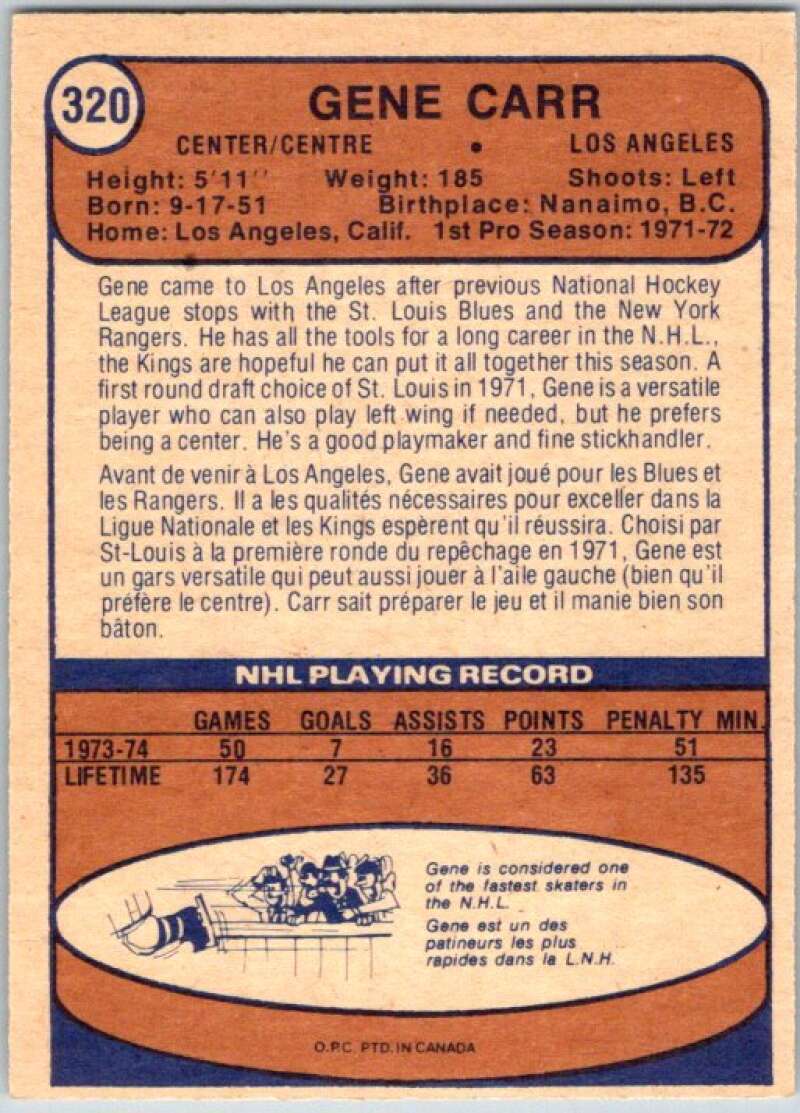 320
GENE CARR
CENTER/CENTRE • LOS ANGELES
Height: 5'11'' Weight: 185 Shoots: Left
Born: 9-17-51 Birthplace: Nanaimo, B.C.
Home: Los Angeles, Calif. 1st Pro Season: 1971-72
Gene came to Los Angeles after previous National Hockey
League stops with the St. Louis Blues and the New York
Rangers. He has all the tools for a long career in the N.H.L.,
the Kings are hopeful he can put it all together this season. A
first round draft choice of St. Louis in 1971, Gene is a versatile
player who can also play left wing if needed, but he prefers
being a center. He's a good playmaker and fine stickhandler.
Avant de venir à Los Angeles, Gene avait joué pour les Blues et
les Rangers. Il a les qualités nécessaires pour exceller dans la
Ligue Nationale et les Kings espèrent qu'il réussira. Choisi par
St-Louis à la première ronde du repêchage en 1971, Gene est
un gars versatile qui peut aussi jouer à l'aile gauche (bien qu'il
préfère le centre). Carr sait préparer le jeu et il manie bien son
bâton.
NHL PLAYING RECORD
GAMES GOALS ASSISTS POINTS PENALTY MIN.
1973-74 50 7 16 23 51
LIFETIME 174 27 36 63 135
Gene is considered one
of the fastest skaters in
the N.H.L.
Gene est un des
patineurs les plus
rapides dans la L.N.H.
O.P.C. PTD. IN CANADA